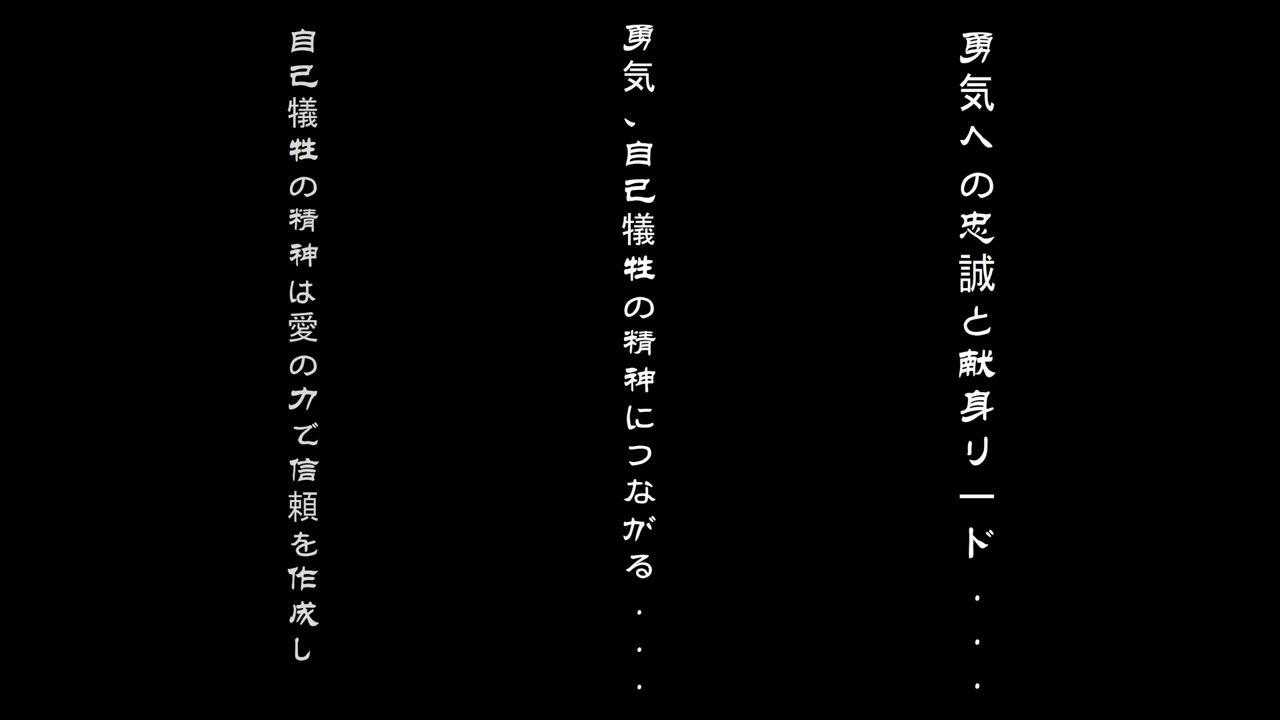 勇気への忠誠と献身リード...
勇気、自己犠牲の精神につながる...
自己犠牲の精神は愛の力で信頼を作成し